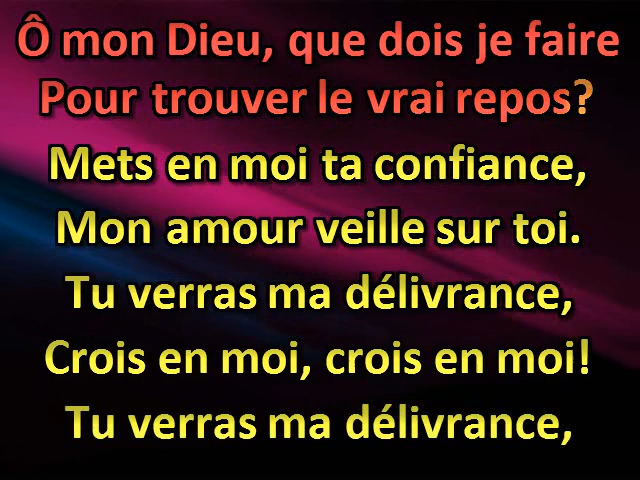 Ô mon Dieu, que dois je faire
Pour trouver le vrai repos?
Mets en moi ta confiance,
Mon amour veille sur toi.
Tu verras ma délivrance,
Crois en moi, crois en moi!
Tu verras ma délivrance,